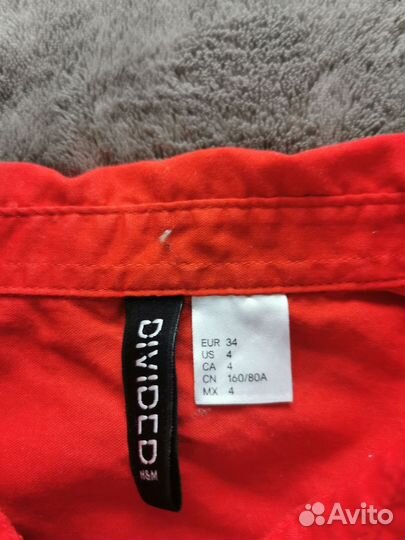 DIVIDED
H&M
EUR 34
US 4
CA 4
CN 160/80A
MX 4
Avito